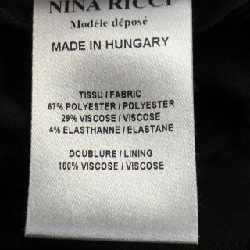 NINA RICCI
Modèle déposé
MADE IN HUNGARY
TISSU / FABRIC
67% POLYESTER / POLYESTER
29% VISCOSE / VISCOSE
4% ELASTHANNE / ELASTANE
DOUBLURE / LINING
100% VISCOSE / VISCOSE